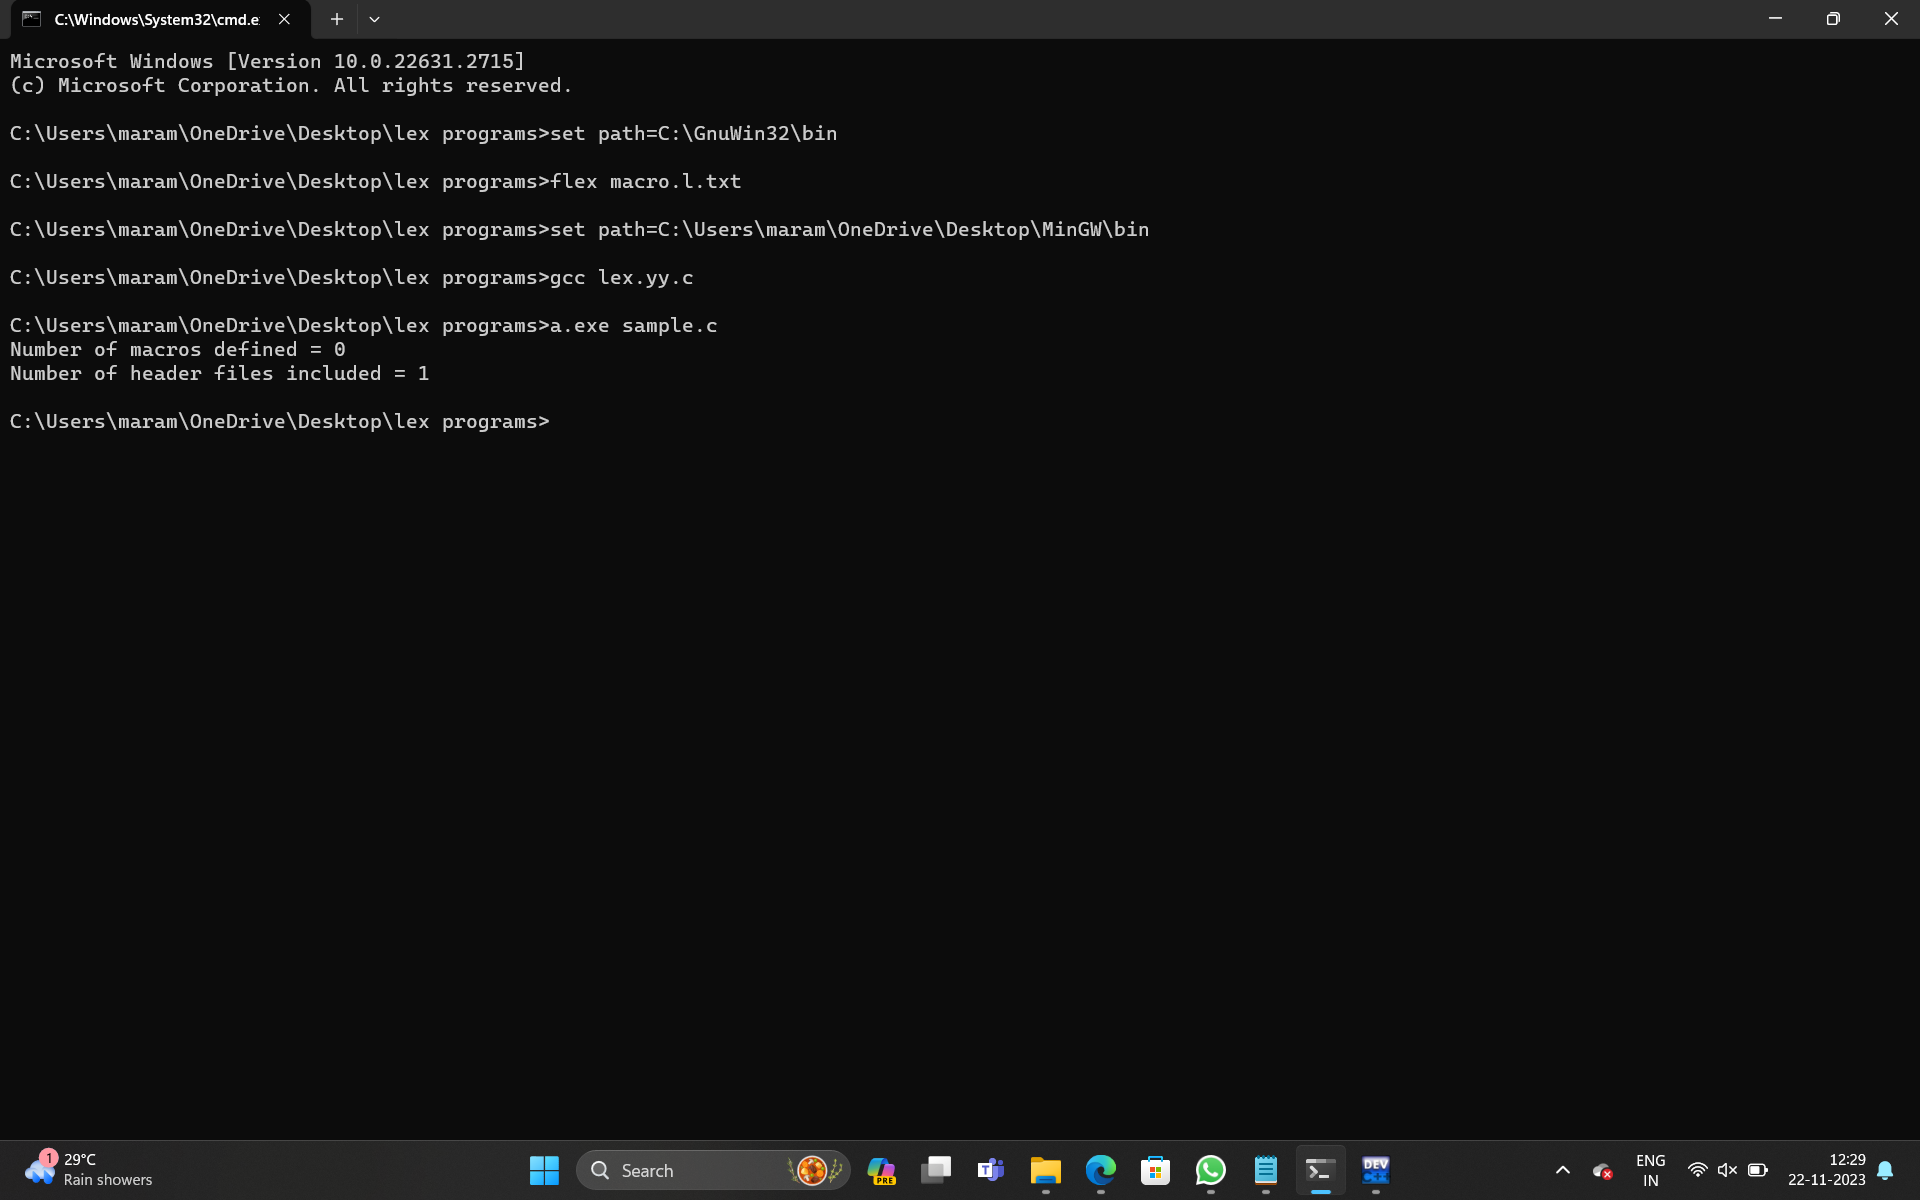 C:\Windows\System32\cmd.e
Microsoft Windows [Version 10.0.22631.2715]
(c) Microsoft Corporation. All rights reserved.
C:\Users\maram\OneDrive\Desktop\lex programs>set path=C:\GnuWin32\bin
C:\Users\maram\OneDrive\Desktop\lex programs>flex macro.l.txt
C:\Users\maram\OneDrive\Desktop\lex programs>set path=C:\Users\maram\OneDrive\Desktop\MinGW\bin
C:\Users\maram\OneDrive\Desktop\lex programs>gcc lex.yy.c
C:\Users\maram\OneDrive\Desktop\lex programs>a.exe sample.c
Number of macros defined = 0
Number of header files included = 1
C:\Users\maram\OneDrive\Desktop\lex programs>
1
29°C
Rain showers
Search
PRE
T
DEV
C++
ENG
IN
12:29
22-11-2023